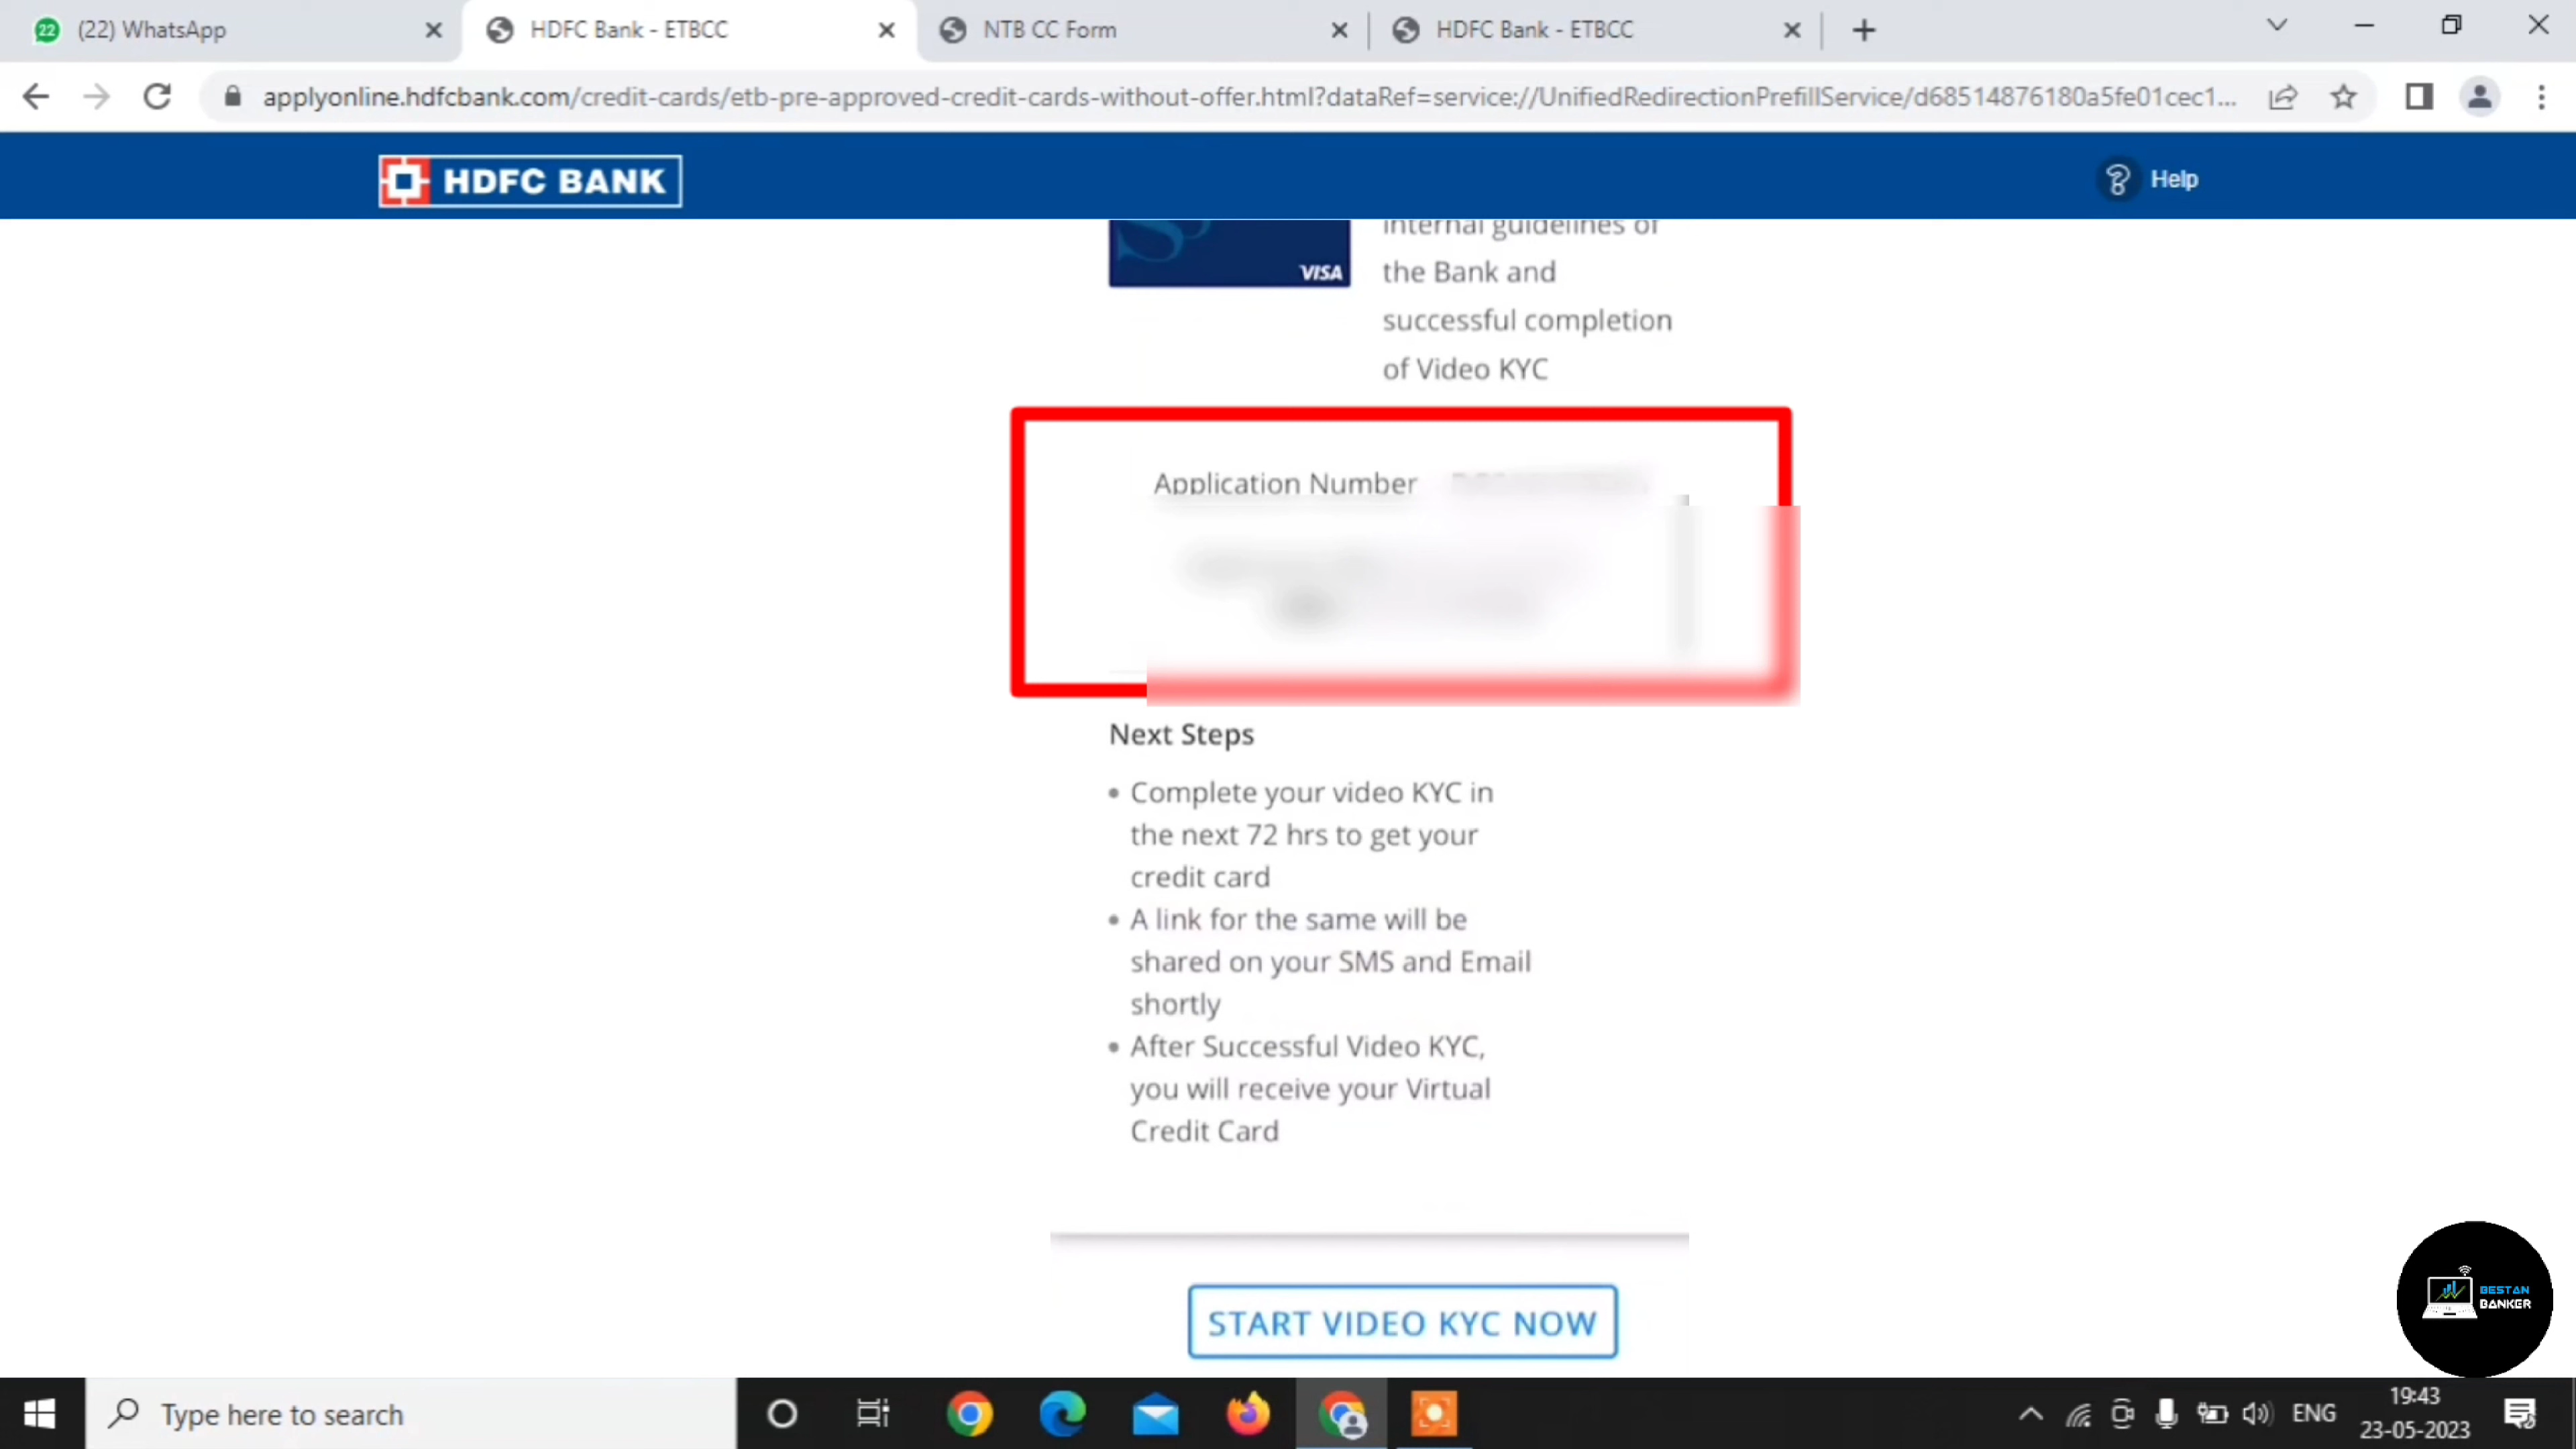 22 (22) WhatsApp
HDFC Bank - ETBCC
NTB CC Form
HDFC Bank - ETBCC
applyonline.hdfcbank.com/credit-cards/etb-pre-approved-credit-cards-without-offer.html?dataRef=service://UnifiedRedirectionPrefillService/d68514876180a5fe01cec1...
HDFC BANK
Help
VISA
internal guidelines of
the Bank and
successful completion
of Video KYC
Application Number
Next Steps
• Complete your video KYC in
the next 72 hrs to get your
credit card
• A link for the same will be
shared on your SMS and Email
shortly
• After Successful Video KYC,
you will receive your Virtual
Credit Card
START VIDEO KYC NOW
BESTAN
BANKER
Type here to search
ENG
19:43
23-05-2023